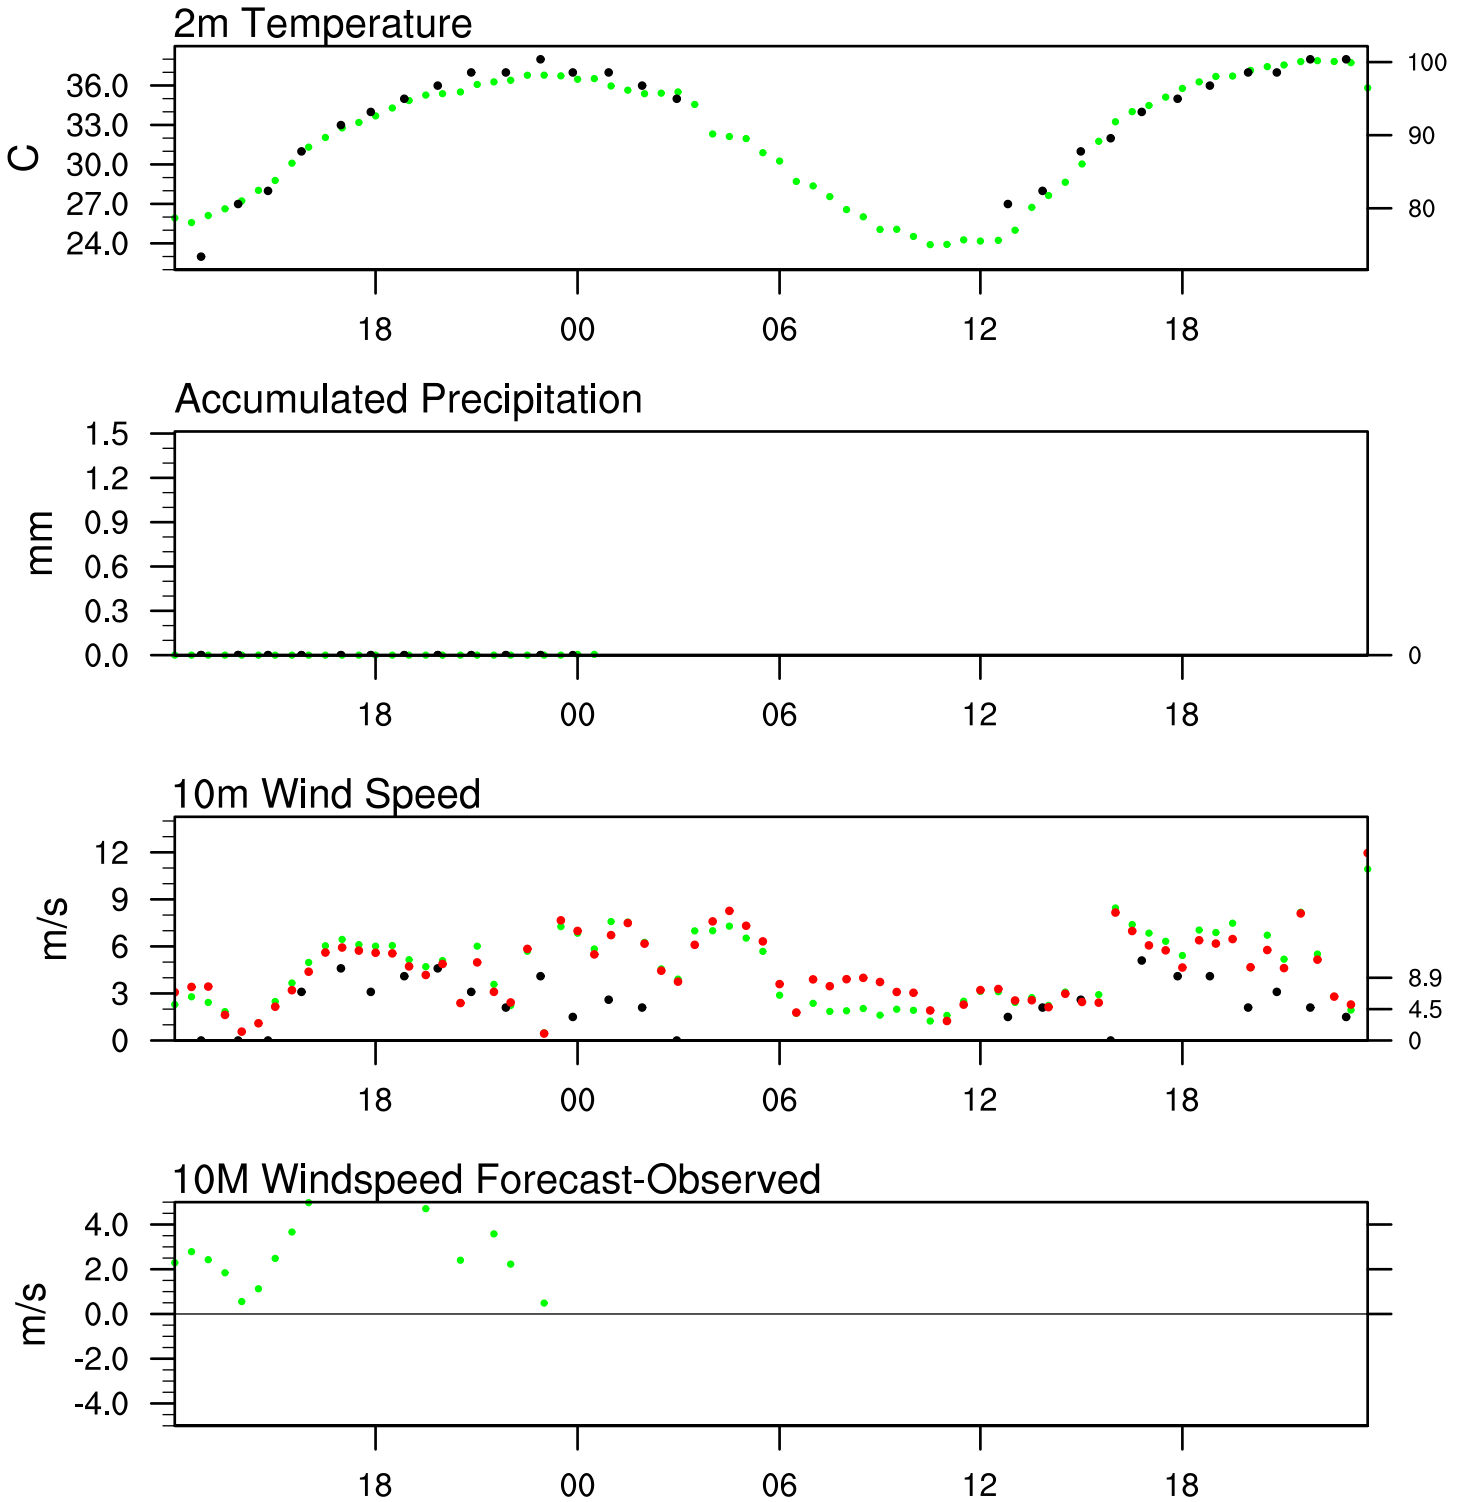 2m Temperature
36.0
33.0
30.0
27.0
24.0
C
100
90
80
18 00 06 12 18
Accumulated Precipitation
1.5
1.2
0.9
0.6
0.3
0.0
mm
0
18 00 06 12 18
10m Wind Speed
12
9
6
3
0
m/s
8.9
4.5
0
18 00 06 12 18
10M Windspeed Forecast-Observed
4.0
2.0
0.0
-2.0
-4.0
m/s
18 00 06 12 18